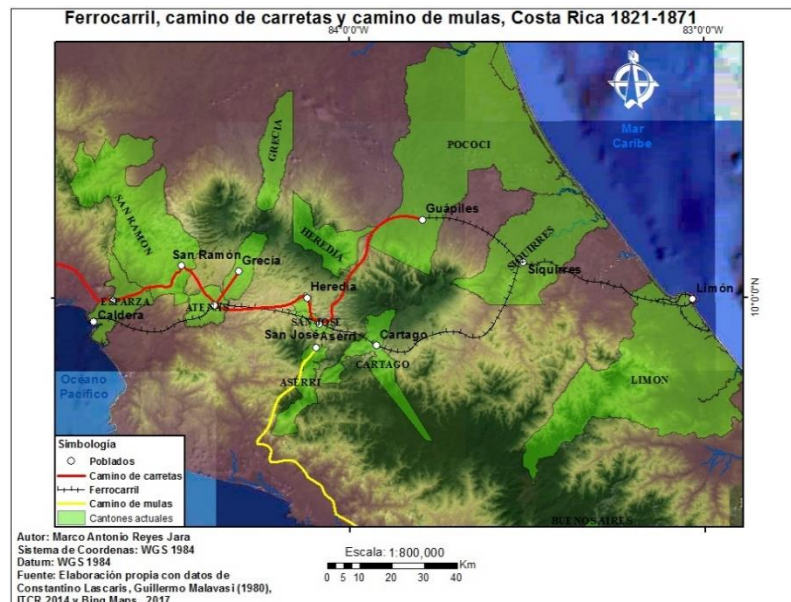 Ferrocarril, camino de carretas y camino de mulas, Costa Rica 1821-1871
84°0'0"W
83°0'0"W
Mar
Caribe
GRECIA
POCOCI
SAN RAMÓN
Guápiles
HEREDIA
San Ramón
Grecia
SIQUIRRES
Siquirres
Heredia
Limón
10°0'0"N
ESPARZA
ATENAS
Caldera
SAN JOSÉ
San José
Aserrí
Cartago
CARTAGO
ASERRI
LIMON
Océano
Pacífico
Simbología
Poblados
Camino de carretas
Ferrocarril
Camino de mulas
Cantones actuales
BUENOS AIRES
Autor: Marco Antonio Reyes Jara
Sistema de Coordenas: WGS 1984
Datum: WGS 1984
Fuente: Elaboración propia con datos de
Constantino Lascaris, Guillermo Malavasi (1980),
ITCR 2014 y Bing Maps, 2017
Escala: 1:800,000
0 5 10 20 30 40
Km